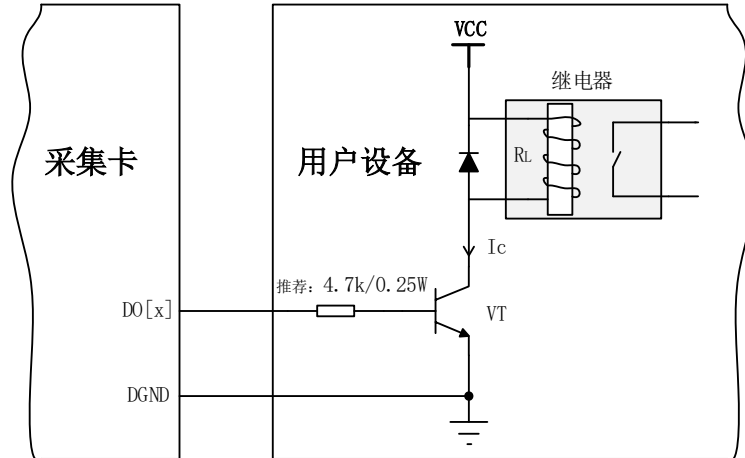 VCC
继电器
采集卡
用户设备
RL
Ic
推荐: 4.7k/0.25W
DO[x]
VT
DGND